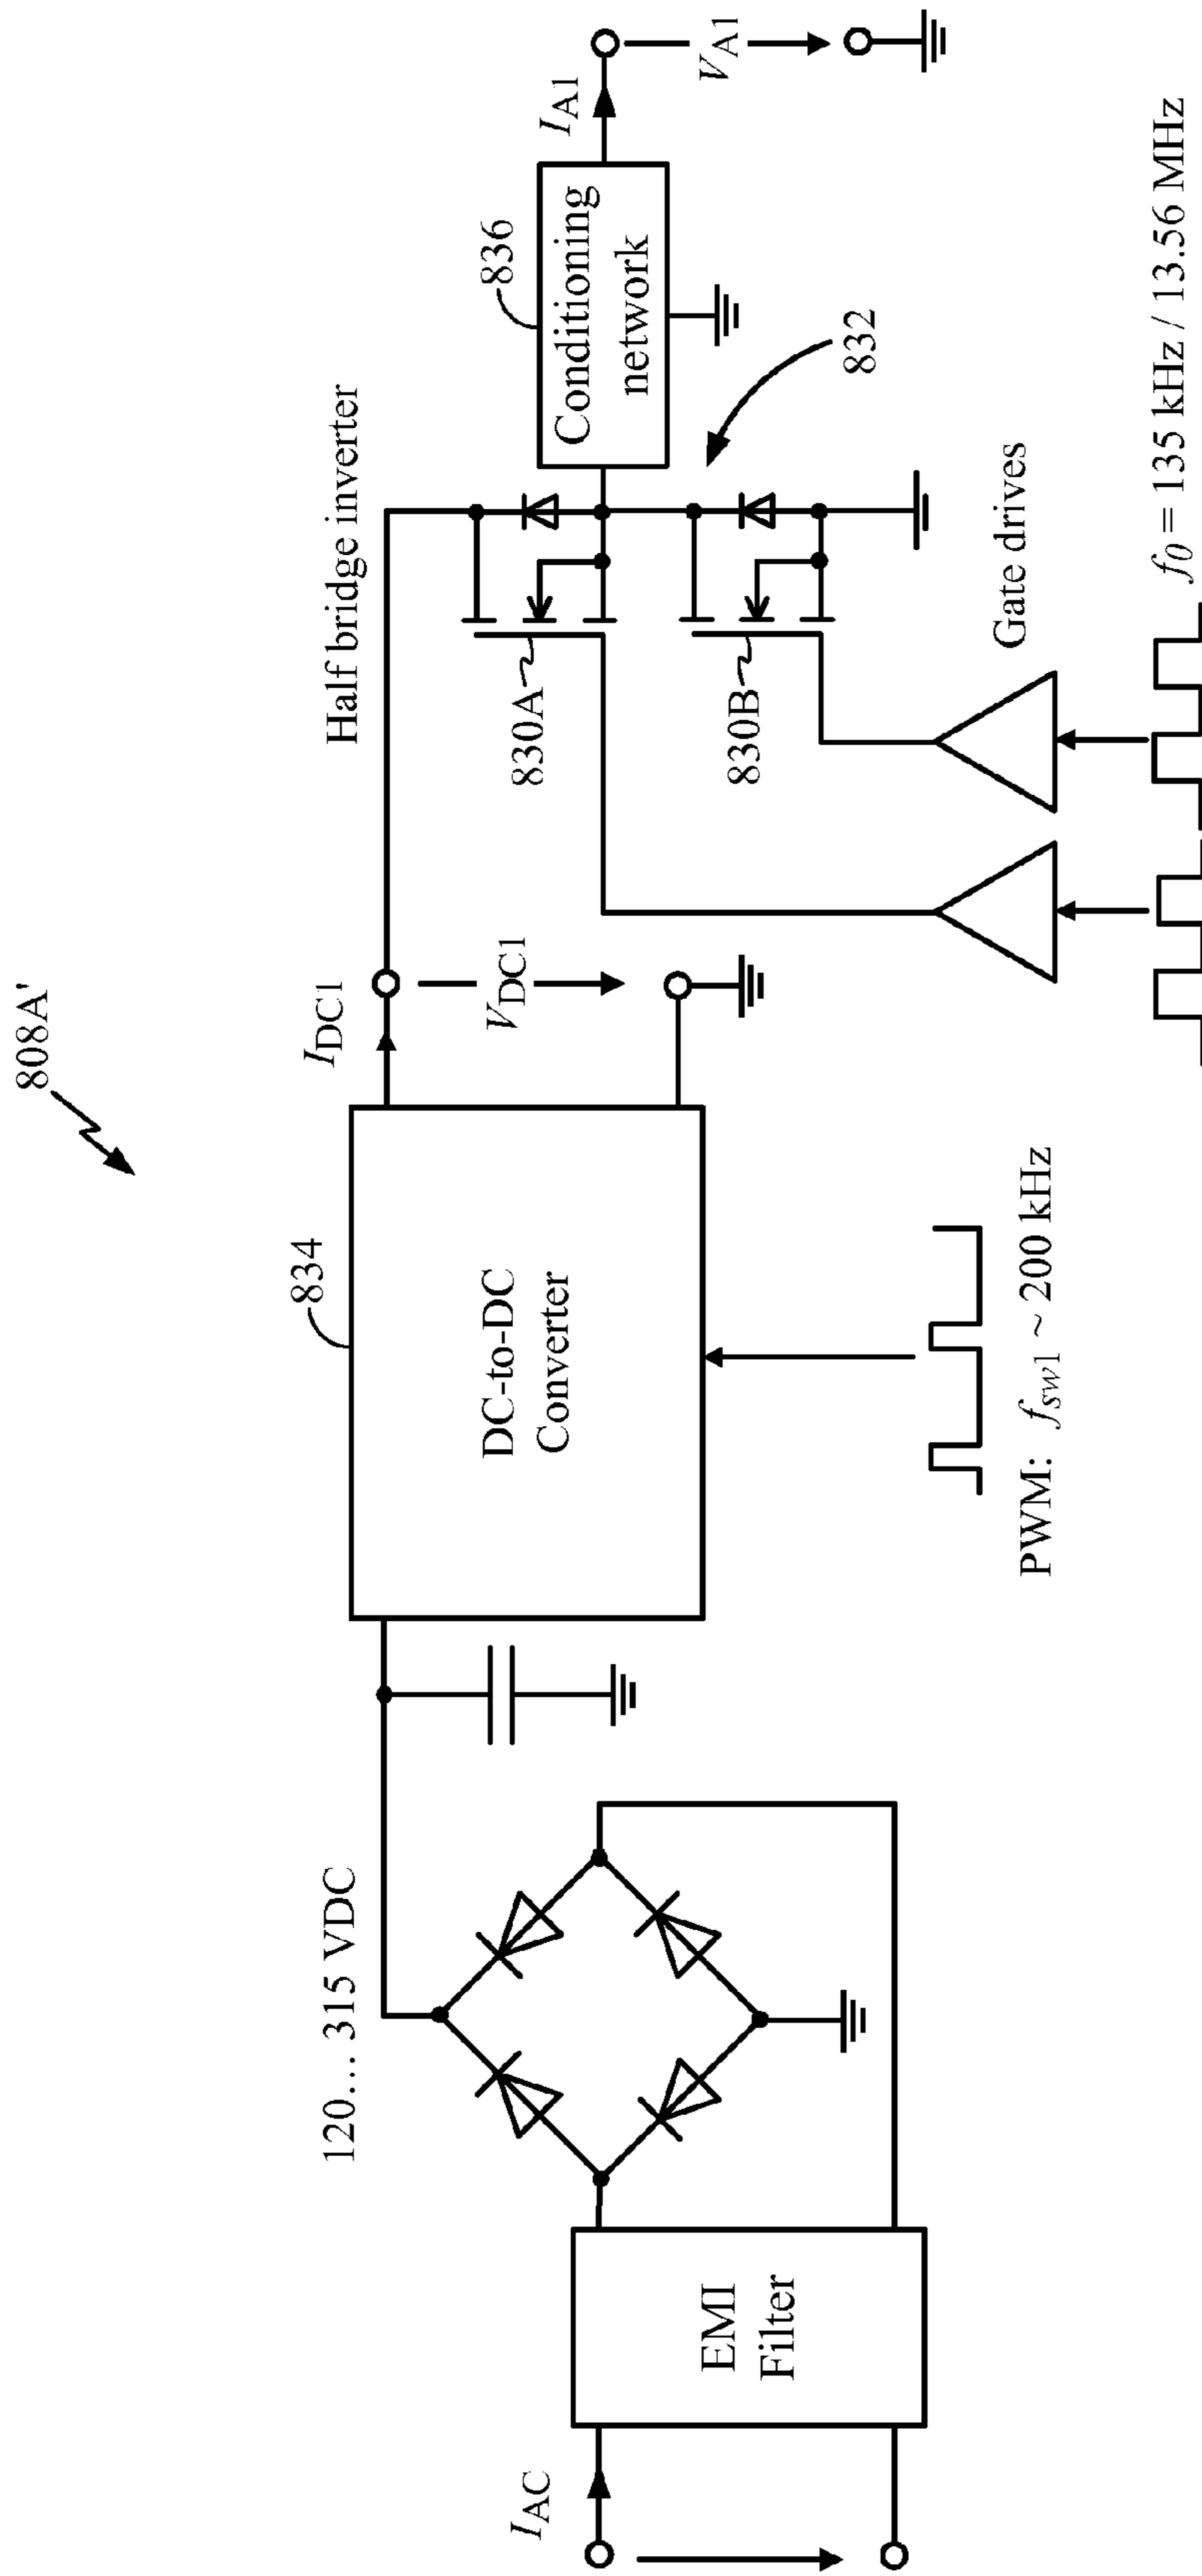 808A'
I_AC
EMI
Filter
120... 315 VDC
834
DC-to-DC
Converter
PWM: f_sw1 ~ 200 kHz
I_DC1
V_DC1
Half bridge inverter
830A
830B
Gate drives
832
836
Conditioning
network
I_A1
V_A1
f_0 = 135 kHz / 13.56 MHz